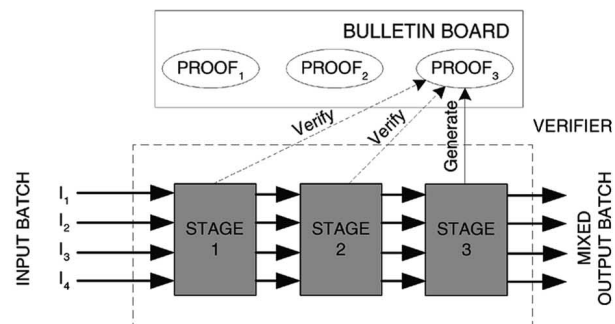 BULLETIN BOARD
PROOF1
PROOF2
PROOF3
Verify
Verify
Generate
VERIFIER
INPUT BATCH
I1
I2
I3
I4
STAGE
1
STAGE
2
STAGE
3
MIXED
OUTPUT BATCH